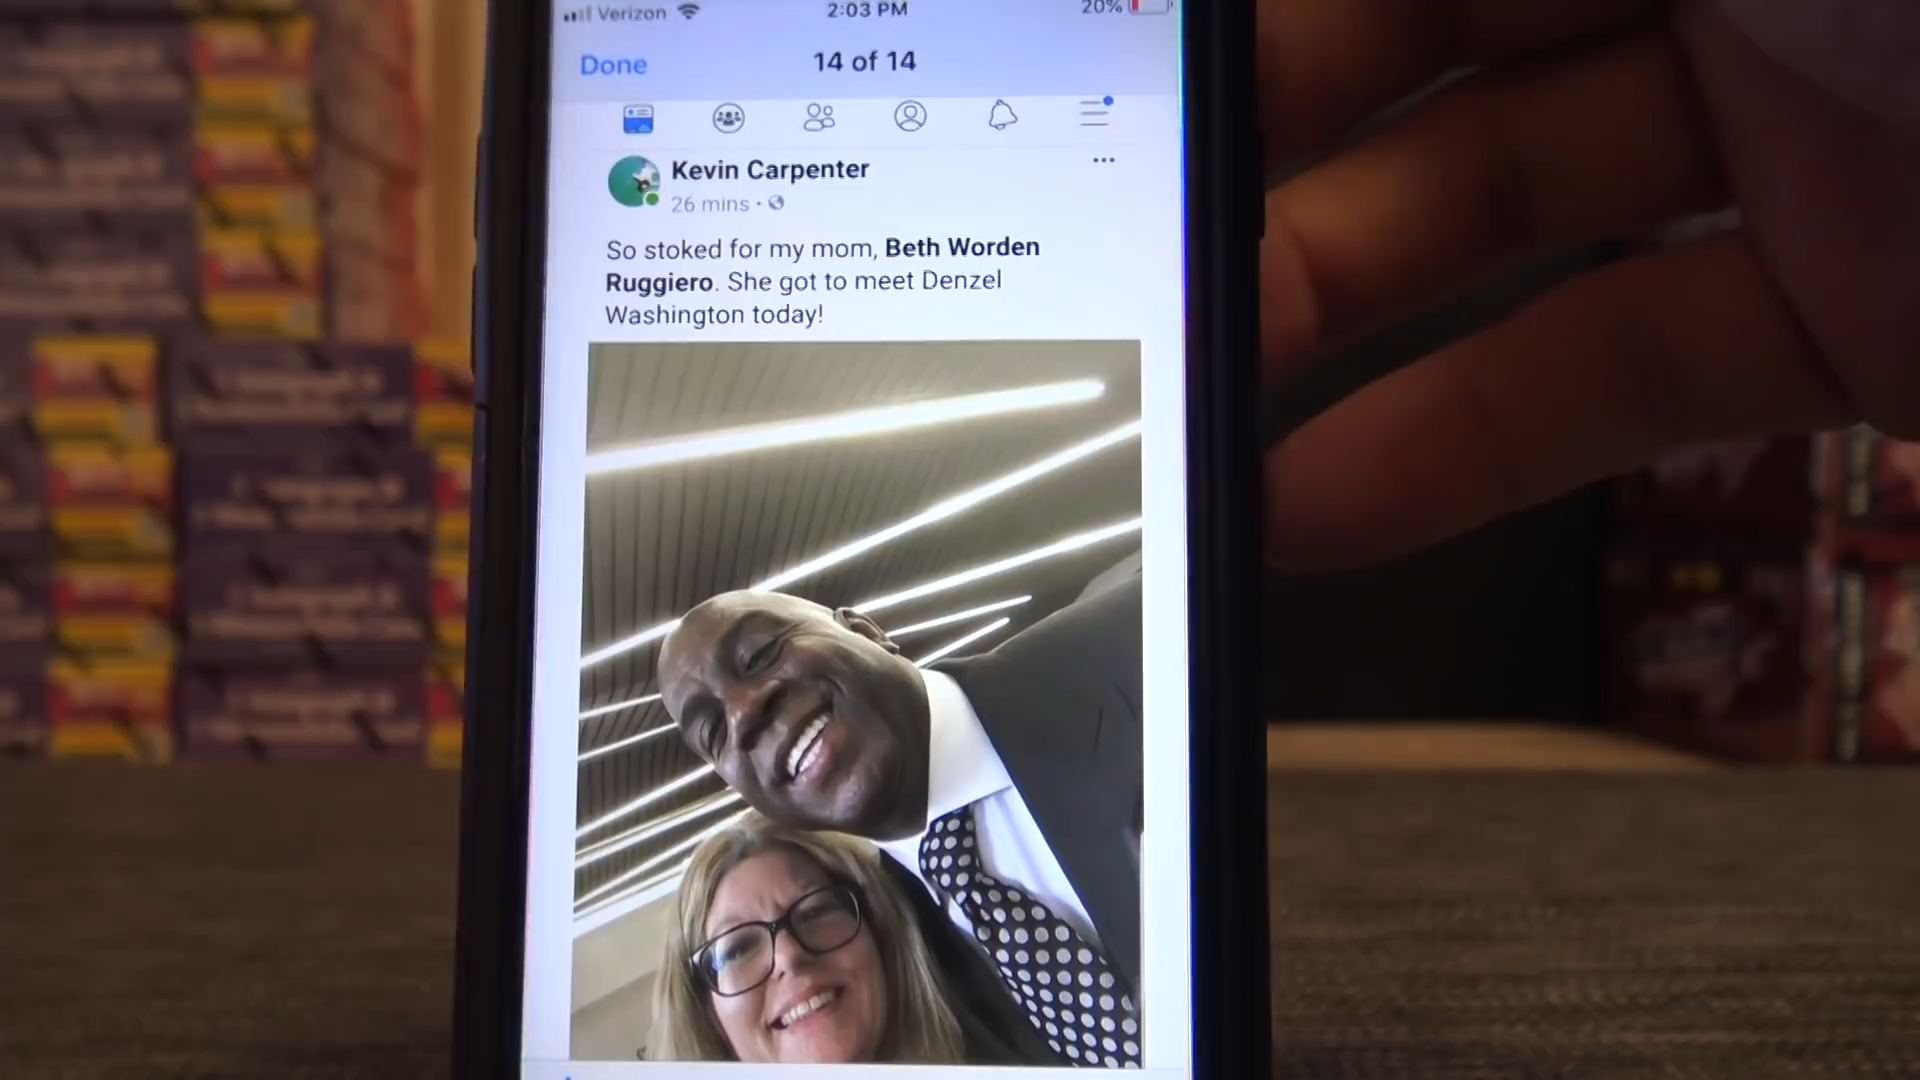 Verizon 2:03 PM 20%
Done 14 of 14
Kevin Carpenter
26 mins
So stoked for my mom, Beth Worden
Ruggiero. She got to meet Denzel
Washington today!